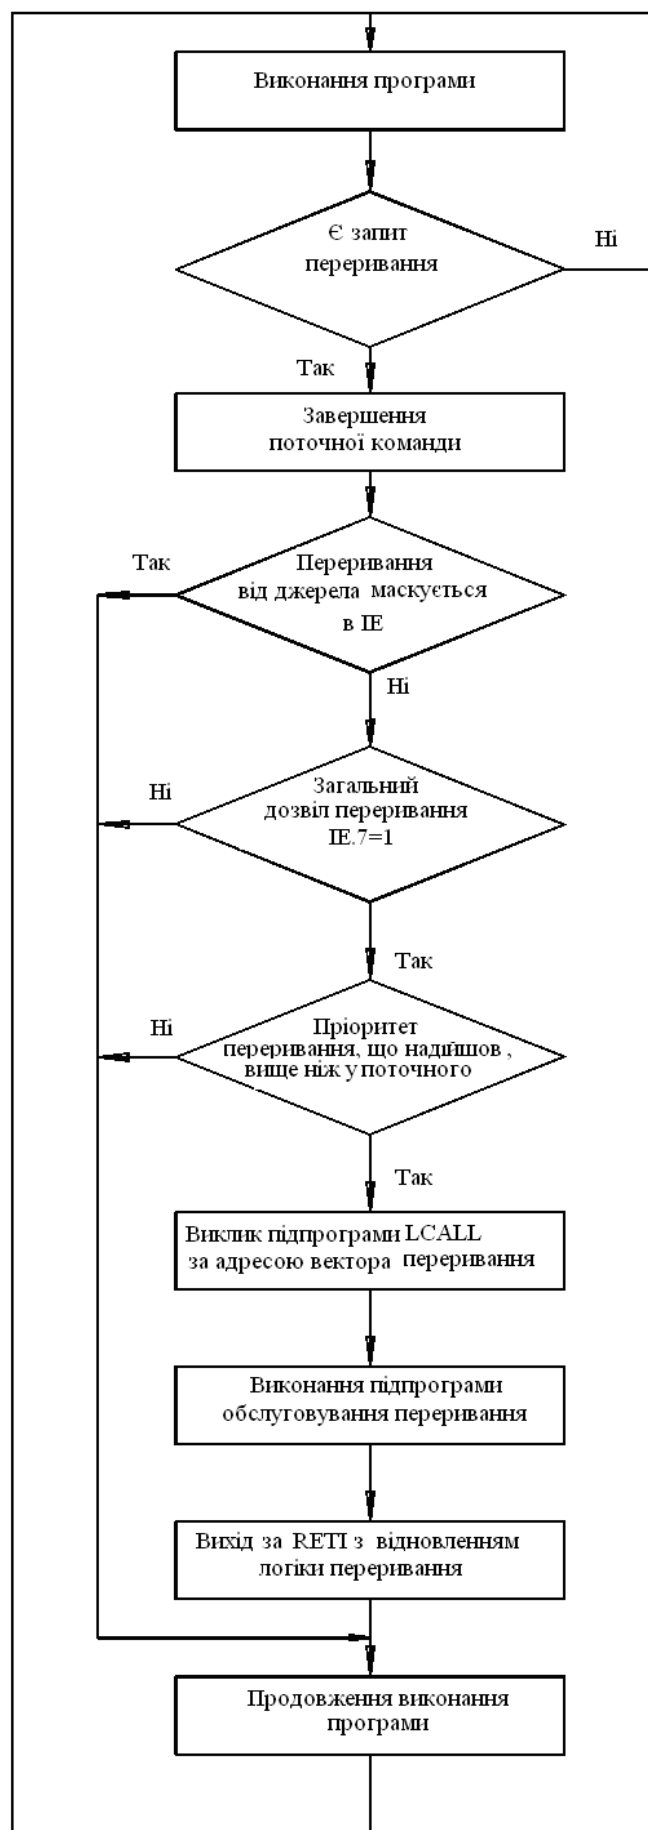 Виконання програми
Є запит
переривання
Ні
Так
Завершення
поточної команди
Переривання
від джерела маскується
в ІЕ
Так
Ні
Загальний
дозвіл переривання
ІЕ.7=1
Ні
Так
Пріоритет
переривання, що надійшов ,
вище ніж у поточного
Ні
Так
Виклик підпрограми LCALL
за адресою вектора переривання
Виконання підпрограми
обслуговування переривання
Вихід за RETI з відновленням
логіки переривання
Продовження виконання
програми